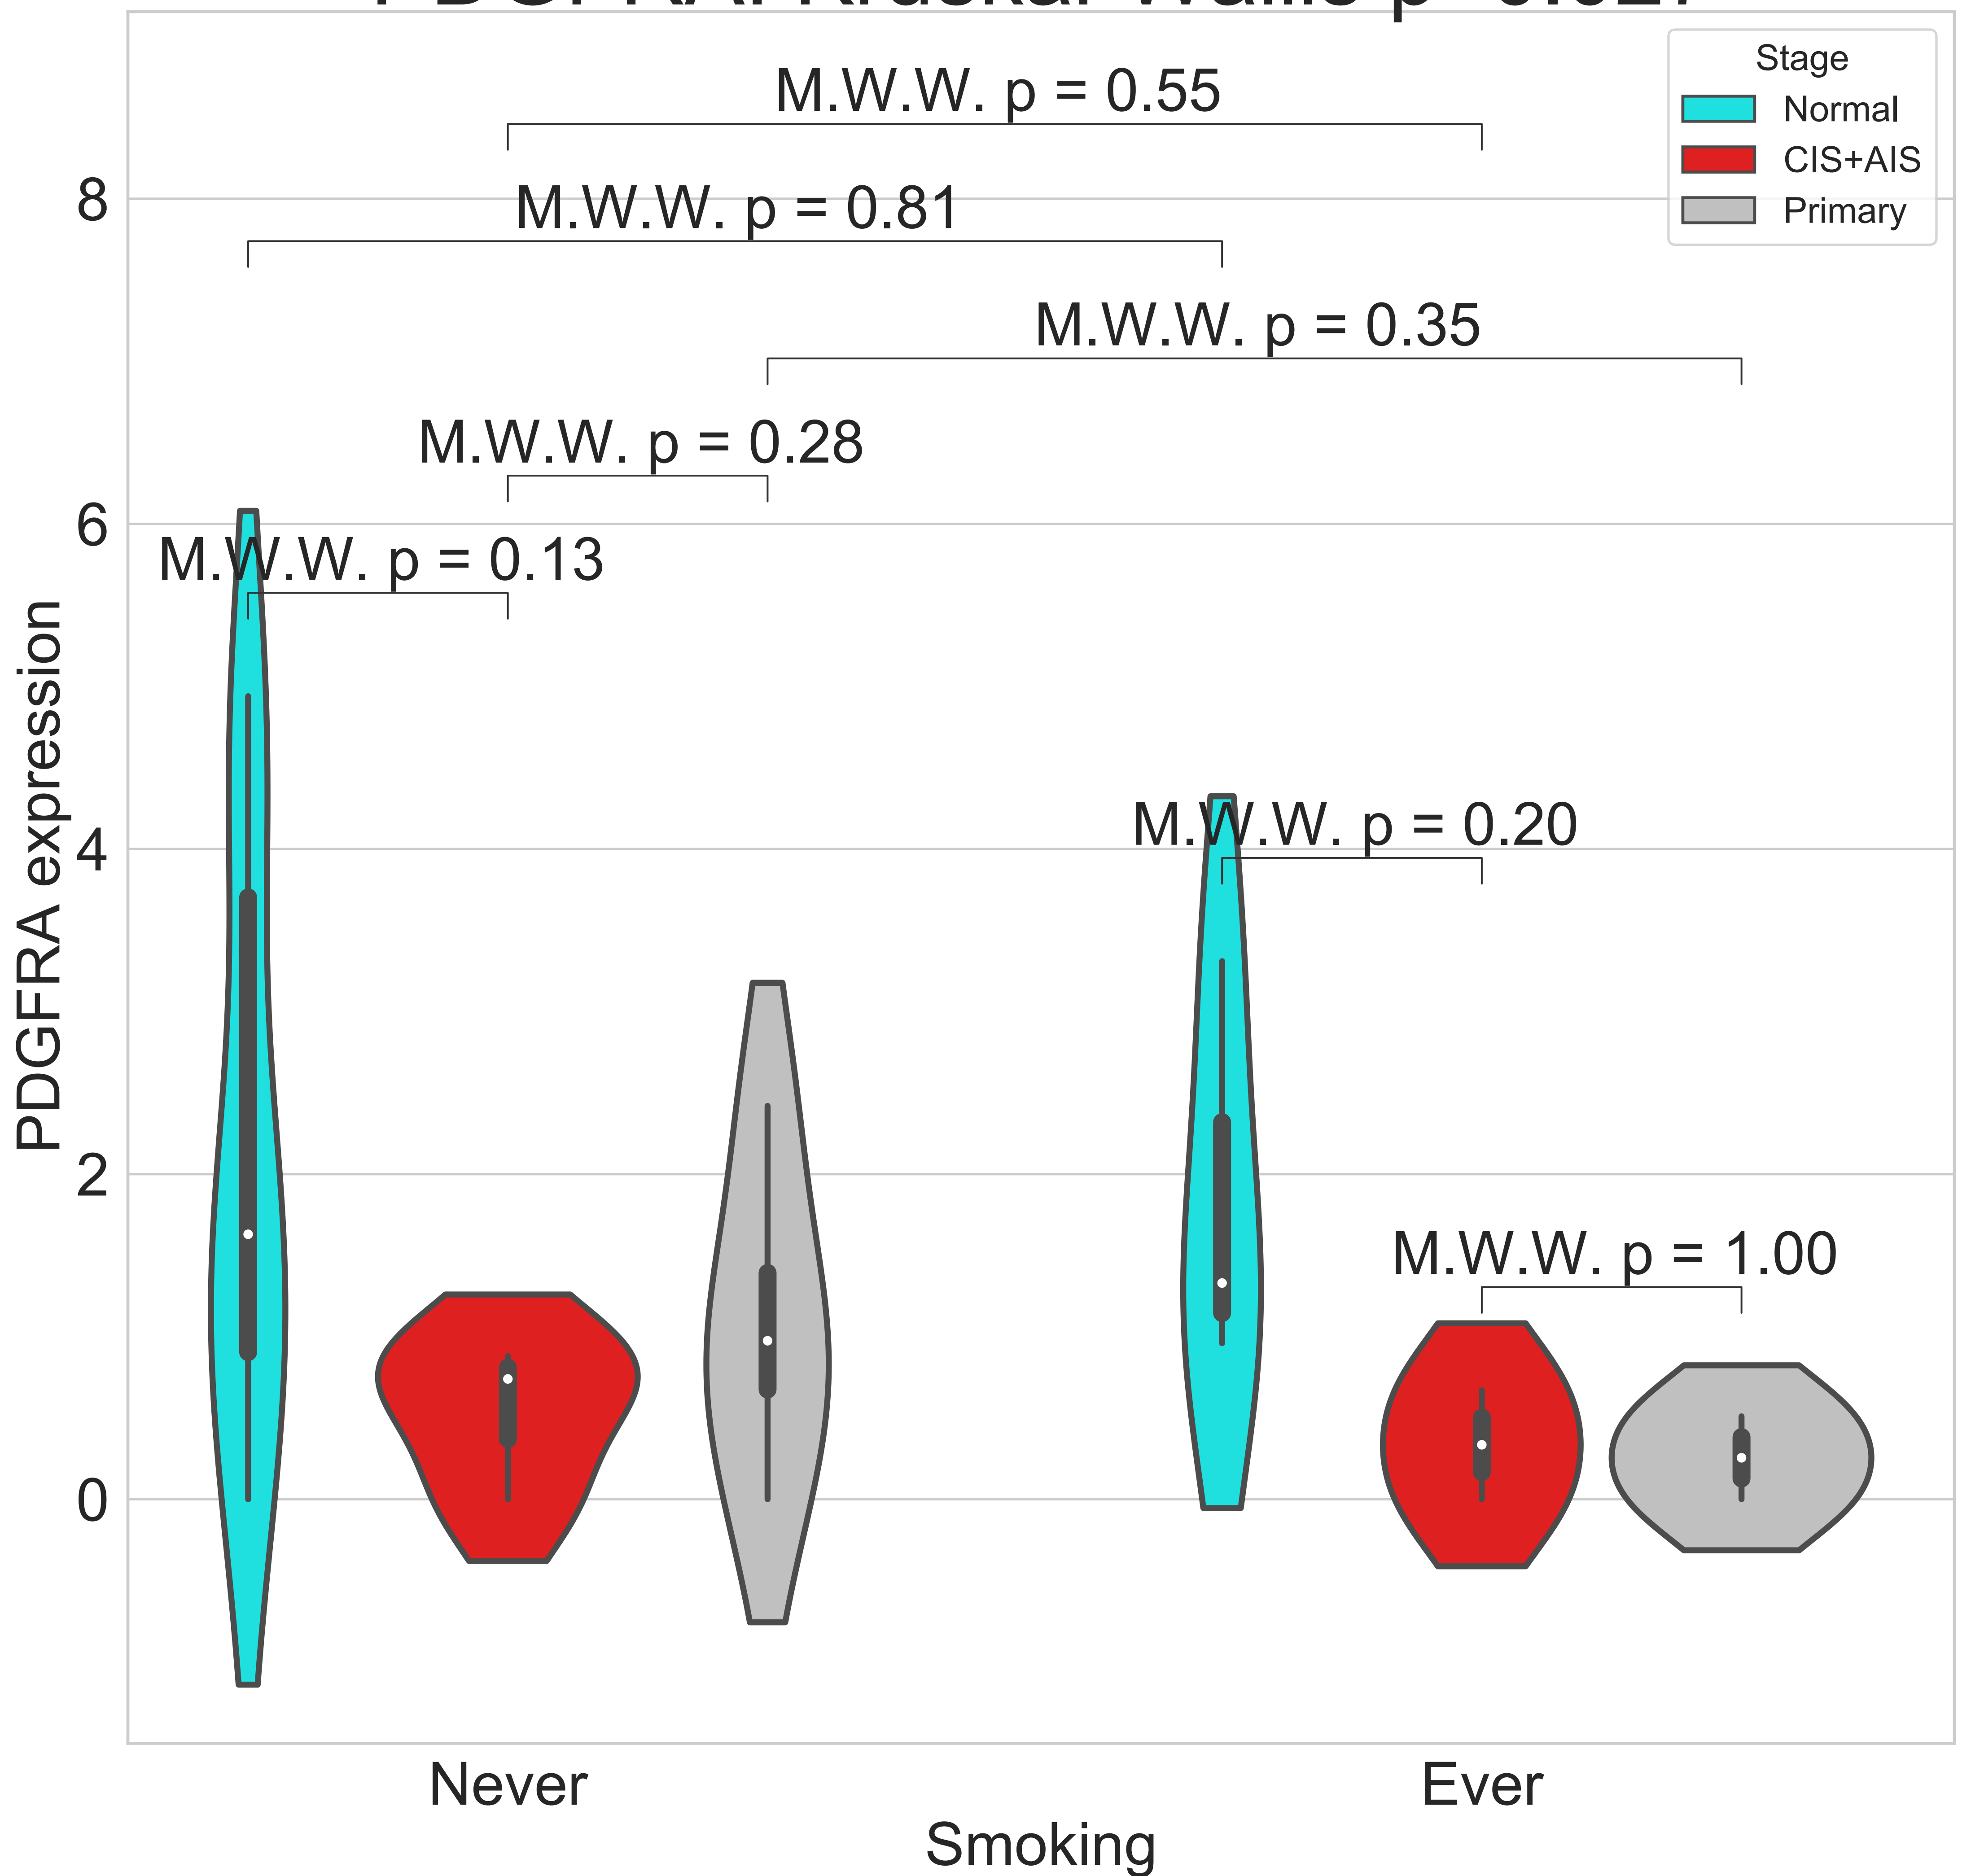 Stage
Normal
CIS+AIS
Primary
M.W.W. p = 0.55
M.W.W. p = 0.81
M.W.W. p = 0.35
M.W.W. p = 0.28
M.W.W. p = 0.13
M.W.W. p = 0.20
M.W.W. p = 1.00
8
6
4
2
0
PDGFRA expression
Never
Ever
Smoking